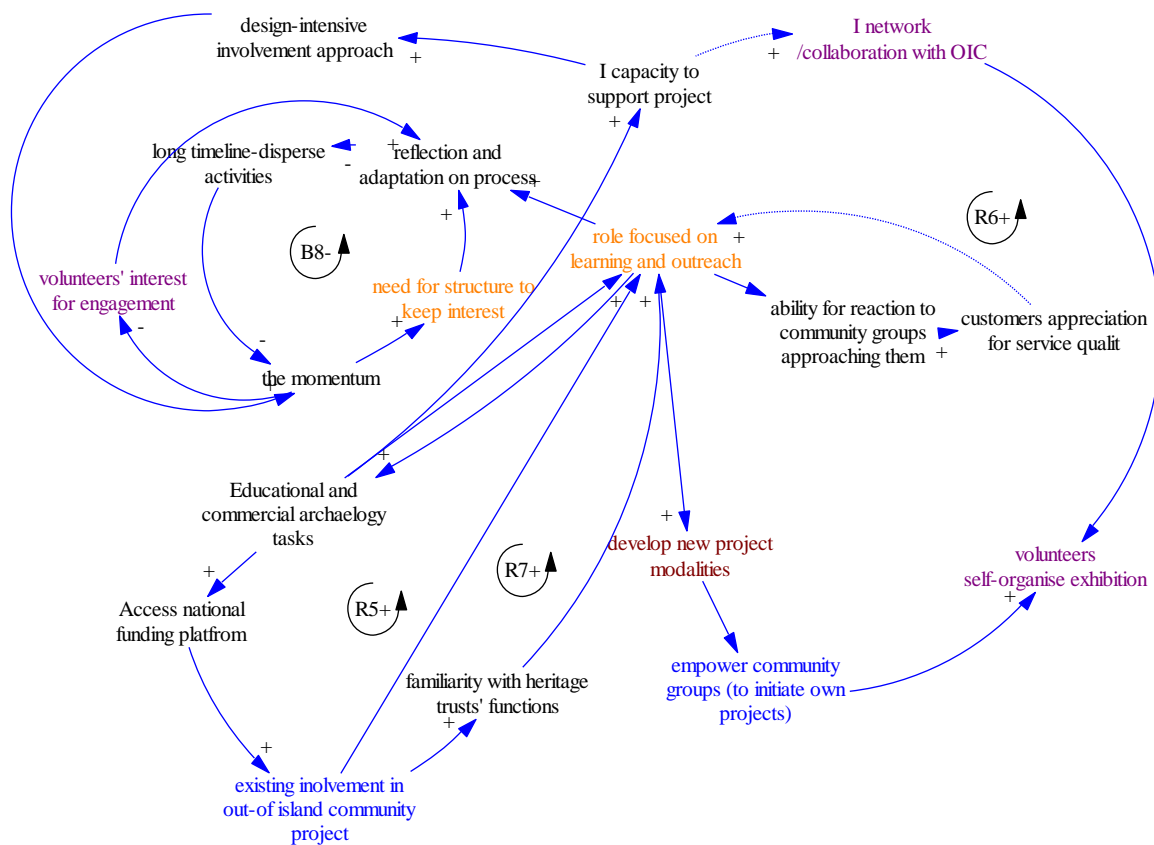 design-intensive
involvement approach
I network
/collaboration with OIC
+
+
I capacity to
support project
+
long timeline-disperse
activities
+
-
reflection and
adaptation on process
+
+
R6+
role focused on
learning and outreach
+
B8-
volunteers' interest
for engagement
need for structure to
keep interest
-
+
+
+
ability for reaction to
community groups
approaching them
+
customers appreciation
for service qualit
-
the momentum
+
+
Educational and
commercial archaelogy
tasks
+
develop new project
modalities
volunteers
self-organise exhibition
+
+
Access national
funding platfrom
R5+
R7+
empower community
groups (to initiate own
projects)
familiarity with heritage
trusts' functions
+
+
existing inolvement in
out-of island community
project